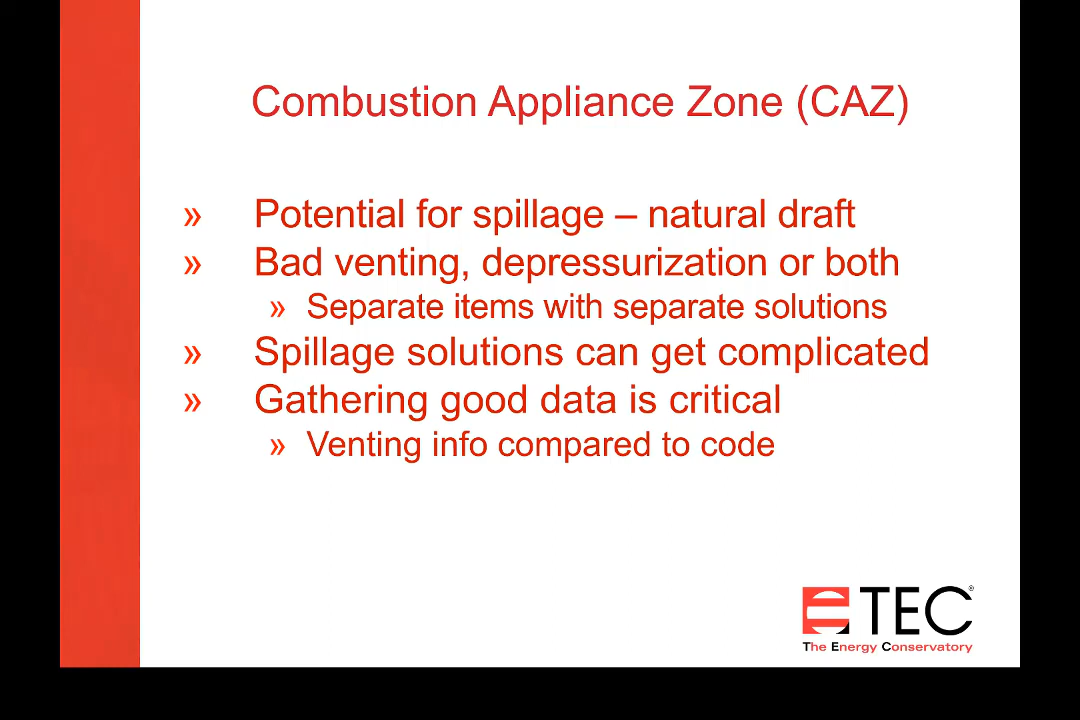 Combustion Appliance Zone (CAZ)
» Potential for spillage – natural draft
» Bad venting, depressurization or both
» Separate items with separate solutions
» Spillage solutions can get complicated
» Gathering good data is critical
» Venting info compared to code
TEC®
The Energy Conservatory